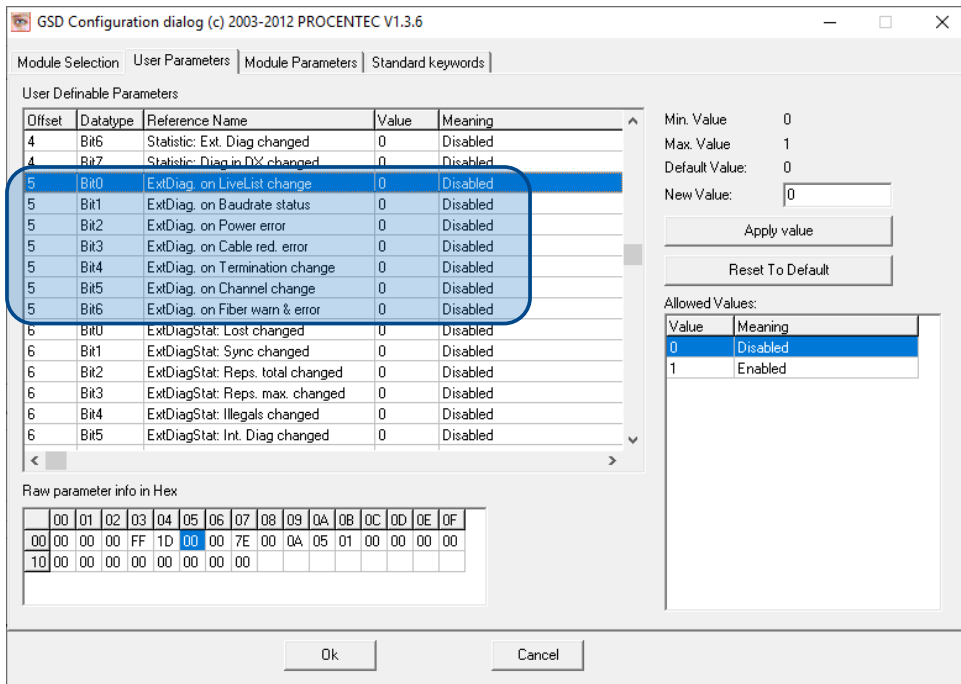 GSD Configuration dialog (c) 2003-2012 PROCENTEC V1.3.6
Module Selection User Parameters Module Parameters Standard keywords
User Definable Parameters
Offset Datatype Reference Name Value Meaning
4 Bit6 Statistic: Ext. Diag changed 0 Disabled
4 Bit7 Statistic: Diag in DX changed 0 Disabled
5 Bit0 ExtDiag. on LiveList change 0 Disabled
5 Bit1 ExtDiag. on Baudrate status 0 Disabled
5 Bit2 ExtDiag. on Power error 0 Disabled
5 Bit3 ExtDiag. on Cable red. error 0 Disabled
5 Bit4 ExtDiag. on Termination change 0 Disabled
5 Bit5 ExtDiag. on Channel change 0 Disabled
5 Bit6 ExtDiag. on Fiber warn & error 0 Disabled
6 Bit0 ExtDiagStat: Lost changed 0 Disabled
6 Bit1 ExtDiagStat: Sync changed 0 Disabled
6 Bit2 ExtDiagStat: Reps. total changed 0 Disabled
6 Bit3 ExtDiagStat: Reps. max. changed 0 Disabled
6 Bit4 ExtDiagStat: Illegals changed 0 Disabled
6 Bit5 ExtDiagStat: Int. Diag changed 0 Disabled
Min. Value 0
Max. Value 1
Default Value: 0
New Value: 0
Apply value
Reset To Default
Allowed Values:
Value Meaning
0 Disabled
1 Enabled
Raw parameter info in Hex
00 01 02 03 04 05 06 07 08 09 0A 0B 0C 0D 0E 0F
00 00 00 00 FF 1D 00 00 7E 00 0A 05 01 00 00 00 00
10 00 00 00 00 00 00 00 00
Ok Cancel